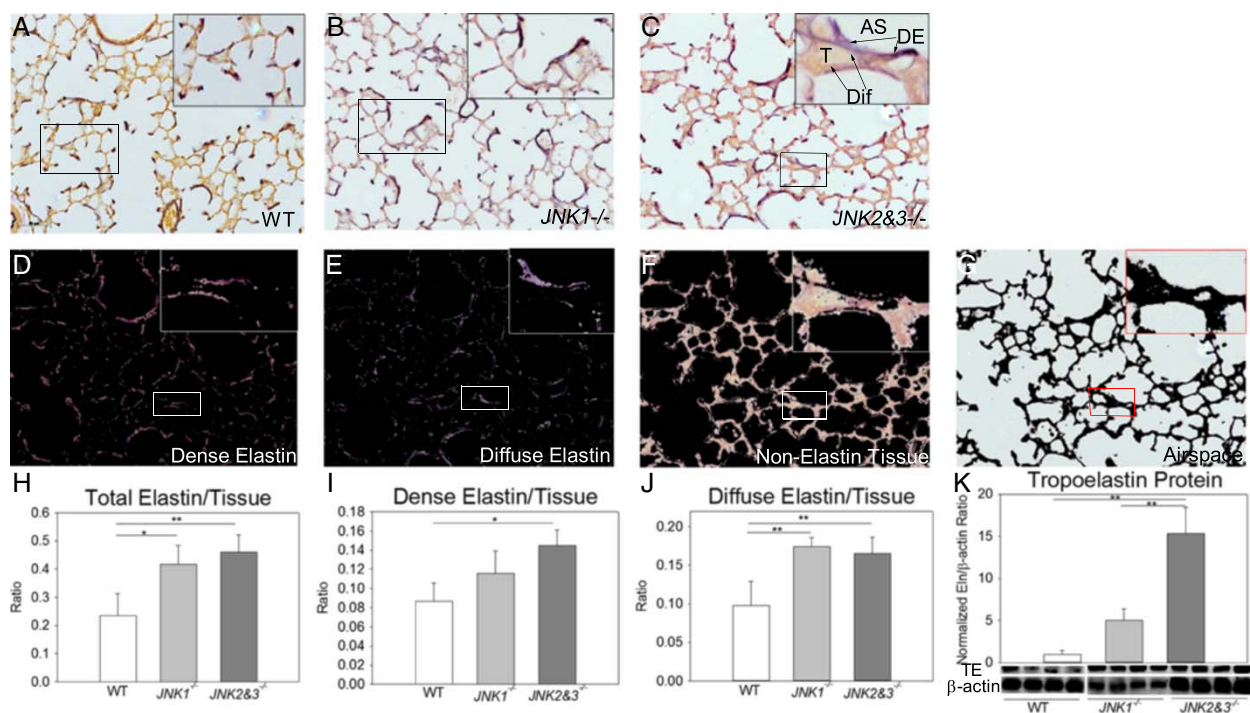 A
WT
B
JNK1-/-
C
AS
DE
T
Dif
JNK2&3-/-
D
Dense Elastin
E
Diffuse Elastin
F
Non-Elastin Tissue
G
Airspace
H
Total Elastin/Tissue
Ratio
0.6
0.5
0.4
0.3
0.2
0.1
0.0
**
*
WT
JNK1-/-
JNK2&3-/-
I
Dense Elastin/Tissue
Ratio
0.18
0.16
0.14
0.12
0.10
0.08
0.06
0.04
0.02
0.00
*
WT
JNK1-/-
JNK2&3-/-
J
Diffuse Elastin/Tissue
Ratio
0.20
0.15
0.10
0.05
0.00
**
**
WT
JNK1-/-
JNK2&3-/-
K
Tropoelastin Protein
Normalized Eln/β-actin Ratio
20
15
10
5
0
**
**
TE
β-actin
WT
JNK1-/-
JNK2&3-/-